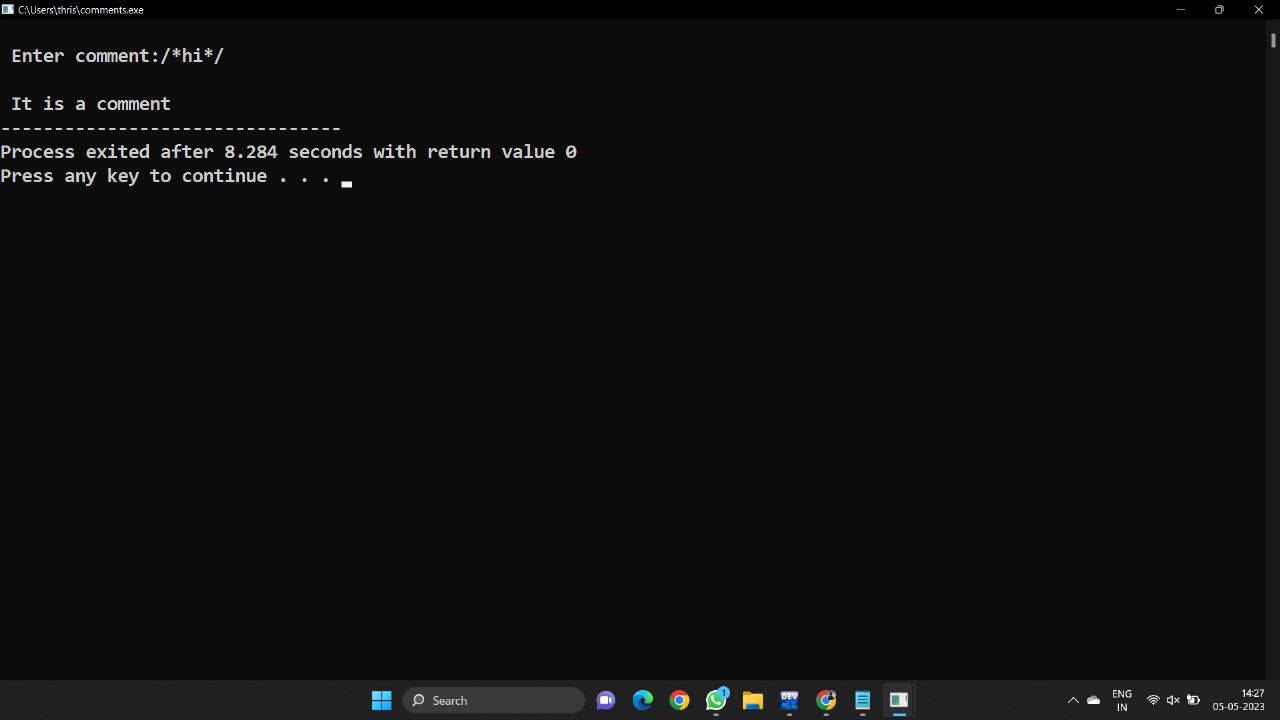 C:\Users\thris\comments.exe
Enter comment:/*hi*/
It is a comment
--------------------------------
Process exited after 8.284 seconds with return value 0
Press any key to continue . . .
Search
1
DEV
ENG
IN
14:27
05-05-2023